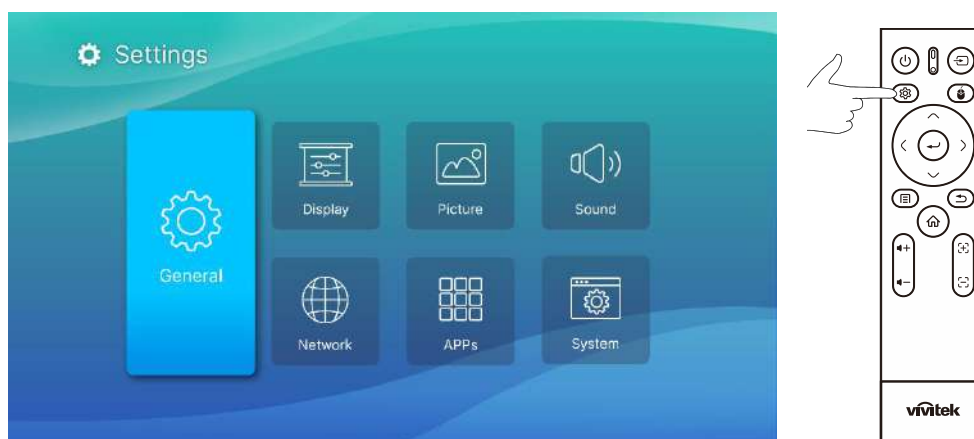 Settings
General
Display
Picture
Sound
Network
APPs
System
vivitek